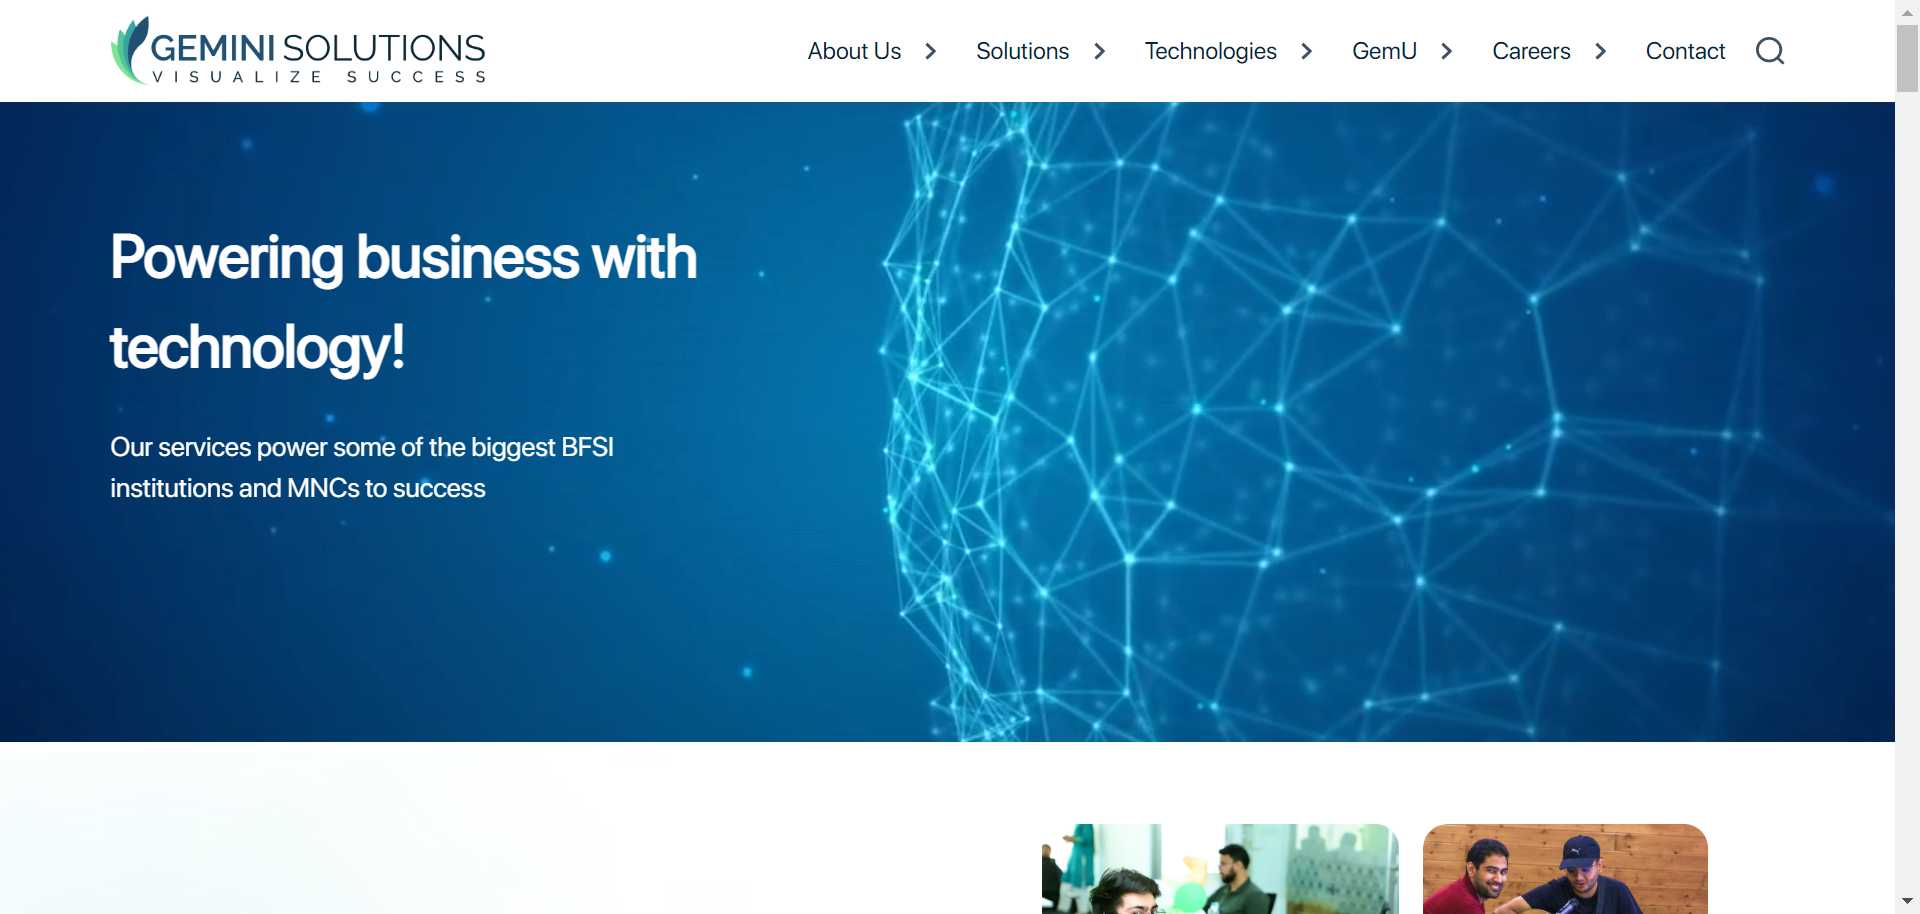 GEMINI SOLUTIONS
VISUALIZE SUCCESS
About Us
Solutions
Technologies
GemU
Careers
Contact
Powering business with
technology!
Our services power some of the biggest BFSI
institutions and MNCs to success